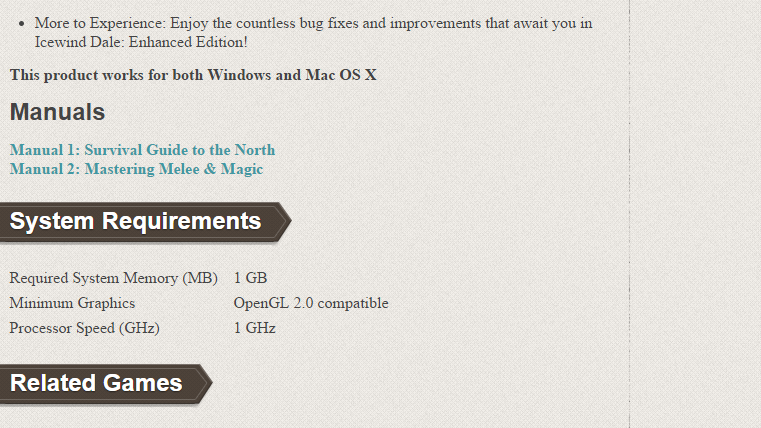 More to Experience: Enjoy the countless bug fixes and improvements that await you in
Icewind Dale: Enhanced Edition!
This product works for both Windows and Mac OS X
Manuals
Manual 1: Survival Guide to the North
Manual 2: Mastering Melee & Magic
System Requirements
Required System Memory (MB) 1 GB
Minimum Graphics OpenGL 2.0 compatible
Processor Speed (GHz) 1 GHz
Related Games